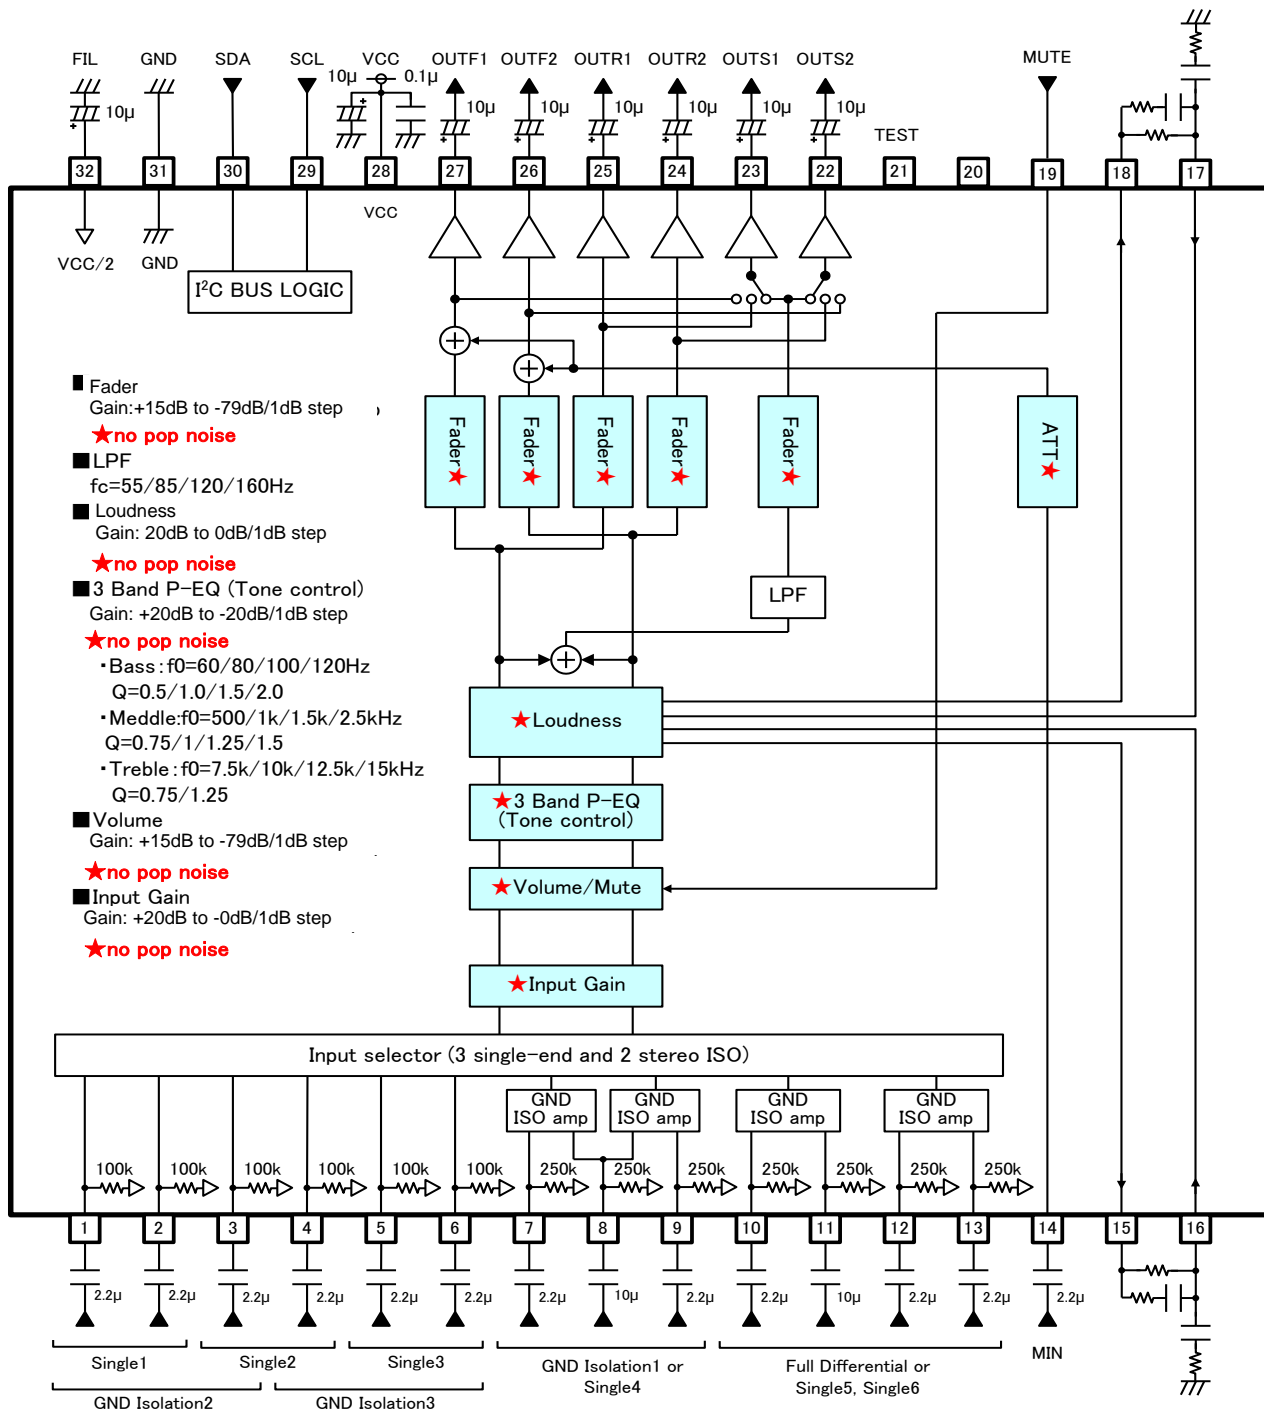 FIL GND SDA SCL VCC OUTF1 OUTF2 OUTR1 OUTR2 OUTS1 OUTS2 MUTE
10μ 10μ 0.1μ 10μ 10μ 10μ 10μ 10μ 10μ
TEST
32 31 30 29 28 27 26 25 24 23 22 21 20 19 18 17
VCC
VCC/2 GND
I²C BUS LOGIC
■ Fader
Gain:+15dB to -79dB/1dB step
★no pop noise
■LPF
fc=55/85/120/160Hz
■Loudness
Gain: 20dB to 0dB/1dB step
★no pop noise
■3 Band P-EQ (Tone control)
Gain: +20dB to -20dB/1dB step
★no pop noise
・Bass:f0=60/80/100/120Hz
Q=0.5/1.0/1.5/2.0
・Meddle:f0=500/1k/1.5k/2.5kHz
Q=0.75/1/1.25/1.5
・Treble:f0=7.5k/10k/12.5k/15kHz
Q=0.75/1.25
■Volume
Gain: +15dB to -79dB/1dB step
★no pop noise
■Input Gain
Gain: +20dB to -0dB/1dB step
★no pop noise
Fader★ Fader★ Fader★ Fader★ Fader★ ATT★
LPF
★Loudness
★3 Band P-EQ
(Tone control)
★Volume/Mute
★Input Gain
Input selector (3 single-end and 2 stereo ISO)
GND GND GND GND
ISO amp ISO amp ISO amp ISO amp
100k 100k 100k 100k 100k 100k 250k 250k 250k 250k 250k 250k 250k
1 2 3 4 5 6 7 8 9 10 11 12 13 14 15 16
2.2μ 2.2μ 2.2μ 2.2μ 2.2μ 2.2μ 2.2μ 10μ 2.2μ 2.2μ 10μ 2.2μ 2.2μ 2.2μ
Single1 Single2 Single3 GND Isolation1 or Full Differential or MIN
Single4 Single5, Single6
GND Isolation2 GND Isolation3